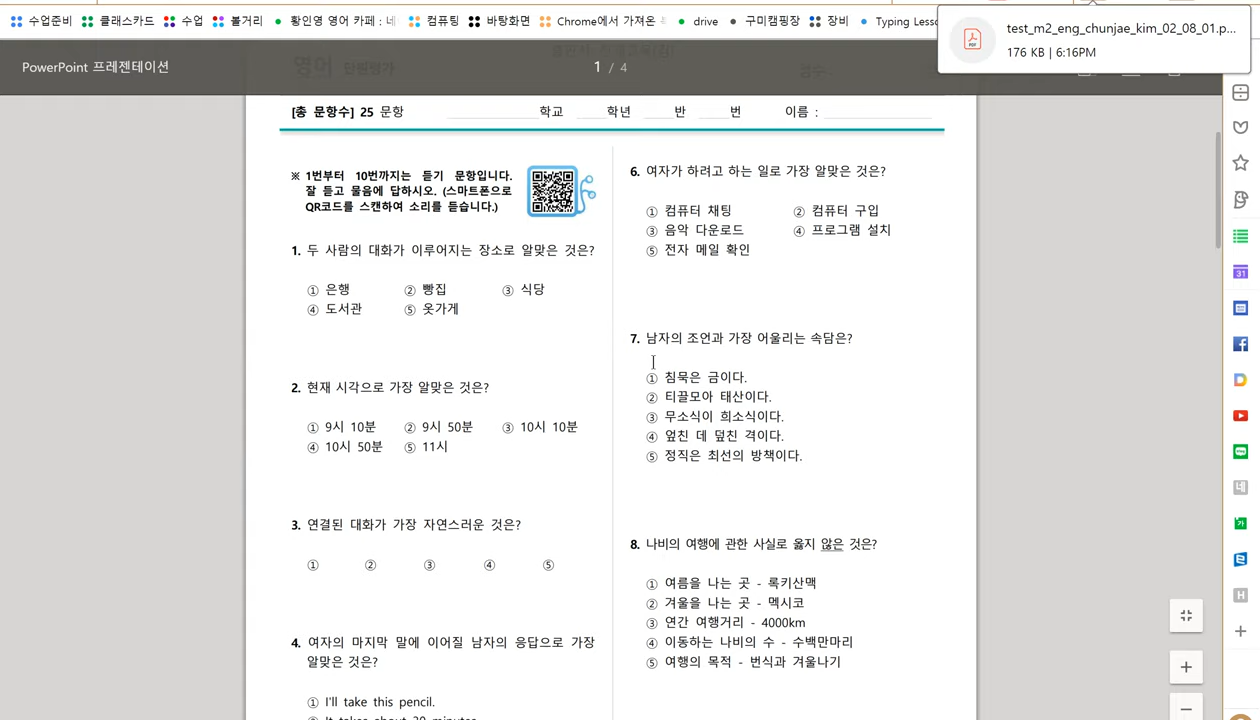 수업준비 클래스카드 수업 볼거리 황인영 영어 카페 : 네 컴퓨팅 바탕화면 Chrome에서 가져온 drive 구미캠핑장 장비 Typing Lesso
test_m2_eng_chunjae_kim_02_08_01.p...
176 KB | 6:16PM
PowerPoint 프레젠테이션
1 / 4
영어 단원평가
[총 문항수] 25 문항 학교 학년 반 번 이름 :
※ 1번부터 10번까지는 듣기 문항입니다.
잘 듣고 물음에 답하시오. (스마트폰으로
QR코드를 스캔하여 소리를 듣습니다.)
1. 두 사람의 대화가 이루어지는 장소로 알맞은 것은?
① 은행 ② 빵집 ③ 식당
④ 도서관 ⑤ 옷가게
2. 현재 시각으로 가장 알맞은 것은?
① 9시 10분 ② 9시 50분 ③ 10시 10분
④ 10시 50분 ⑤ 11시
3. 연결된 대화가 가장 자연스러운 것은?
① ② ③ ④ ⑤
4. 여자의 마지막 말에 이어질 남자의 응답으로 가장
알맞은 것은?
① I'll take this pencil.
② It takes about 20 minutes.
6. 여자가 하려고 하는 일로 가장 알맞은 것은?
① 컴퓨터 채팅 ② 컴퓨터 구입
③ 음악 다운로드 ④ 프로그램 설치
⑤ 전자 메일 확인
7. 남자의 조언과 가장 어울리는 속담은?
① 침묵은 금이다.
② 티끌모아 태산이다.
③ 무소식이 희소식이다.
④ 엎친 데 덮친 격이다.
⑤ 정직은 최선의 방책이다.
8. 나비의 여행에 관한 사실로 옳지 않은 것은?
① 여름을 나는 곳 - 록키산맥
② 겨울을 나는 곳 - 멕시코
③ 연간 여행거리 - 4000km
④ 이동하는 나비의 수 - 수백만마리
⑤ 여행의 목적 - 번식과 겨울나기
31